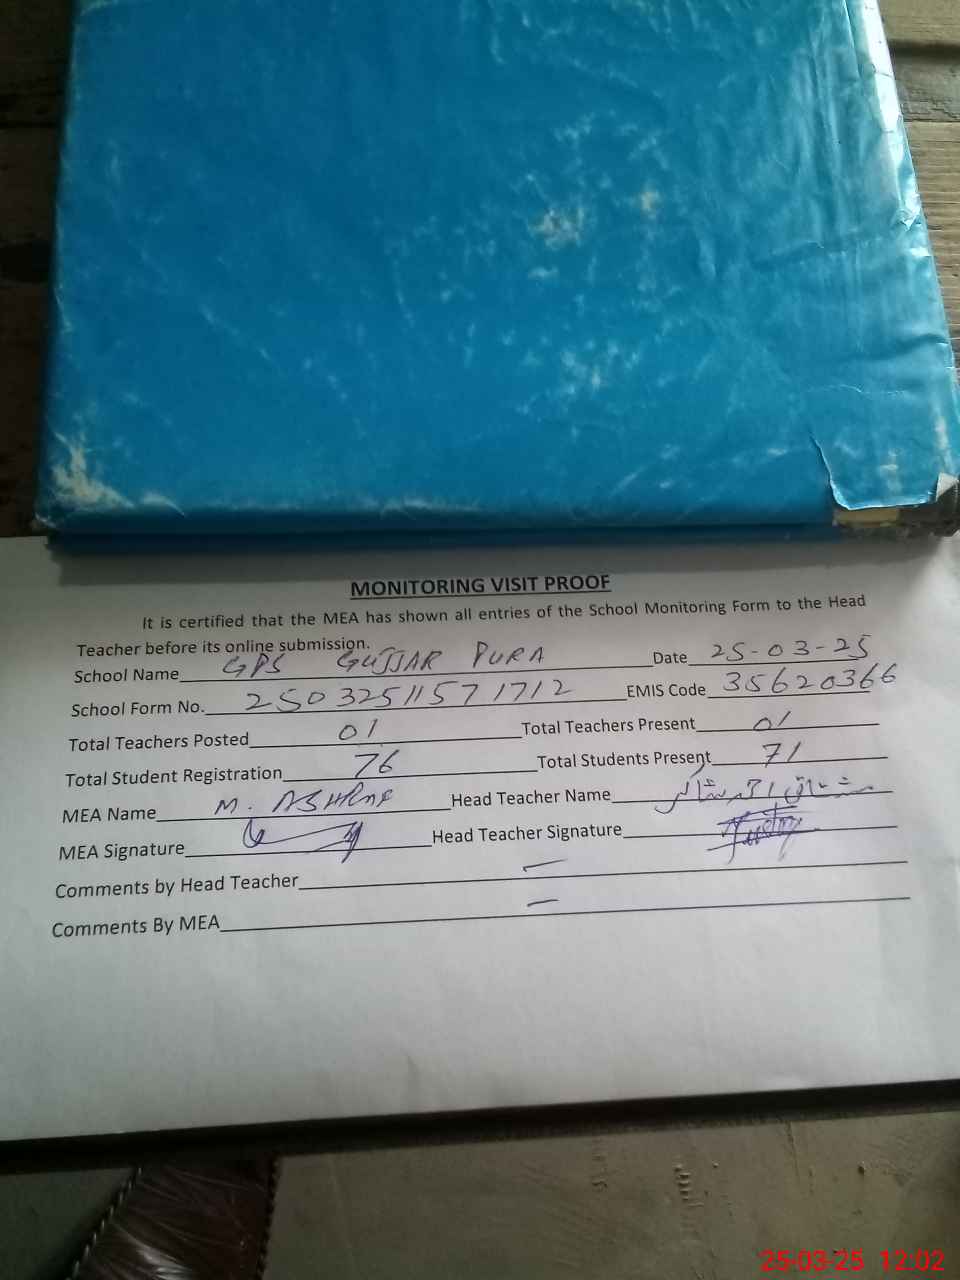 MONITORING VISIT PROOF
It is certified that the MEA has shown all entries of the School Monitoring Form to the Head
Teacher before its online submission.
School Name GPS GUJJAR PURA Date 25-03-25
School Form No. 25032511571712 EMIS Code 35620366
Total Teachers Posted 01 Total Teachers Present 01
Total Student Registration 76 Total Students Present 71
MEA Name M. ASHRAF Head Teacher Name
MEA Signature Head Teacher Signature
Comments by Head Teacher —
Comments By MEA —
25-03-25 12:02